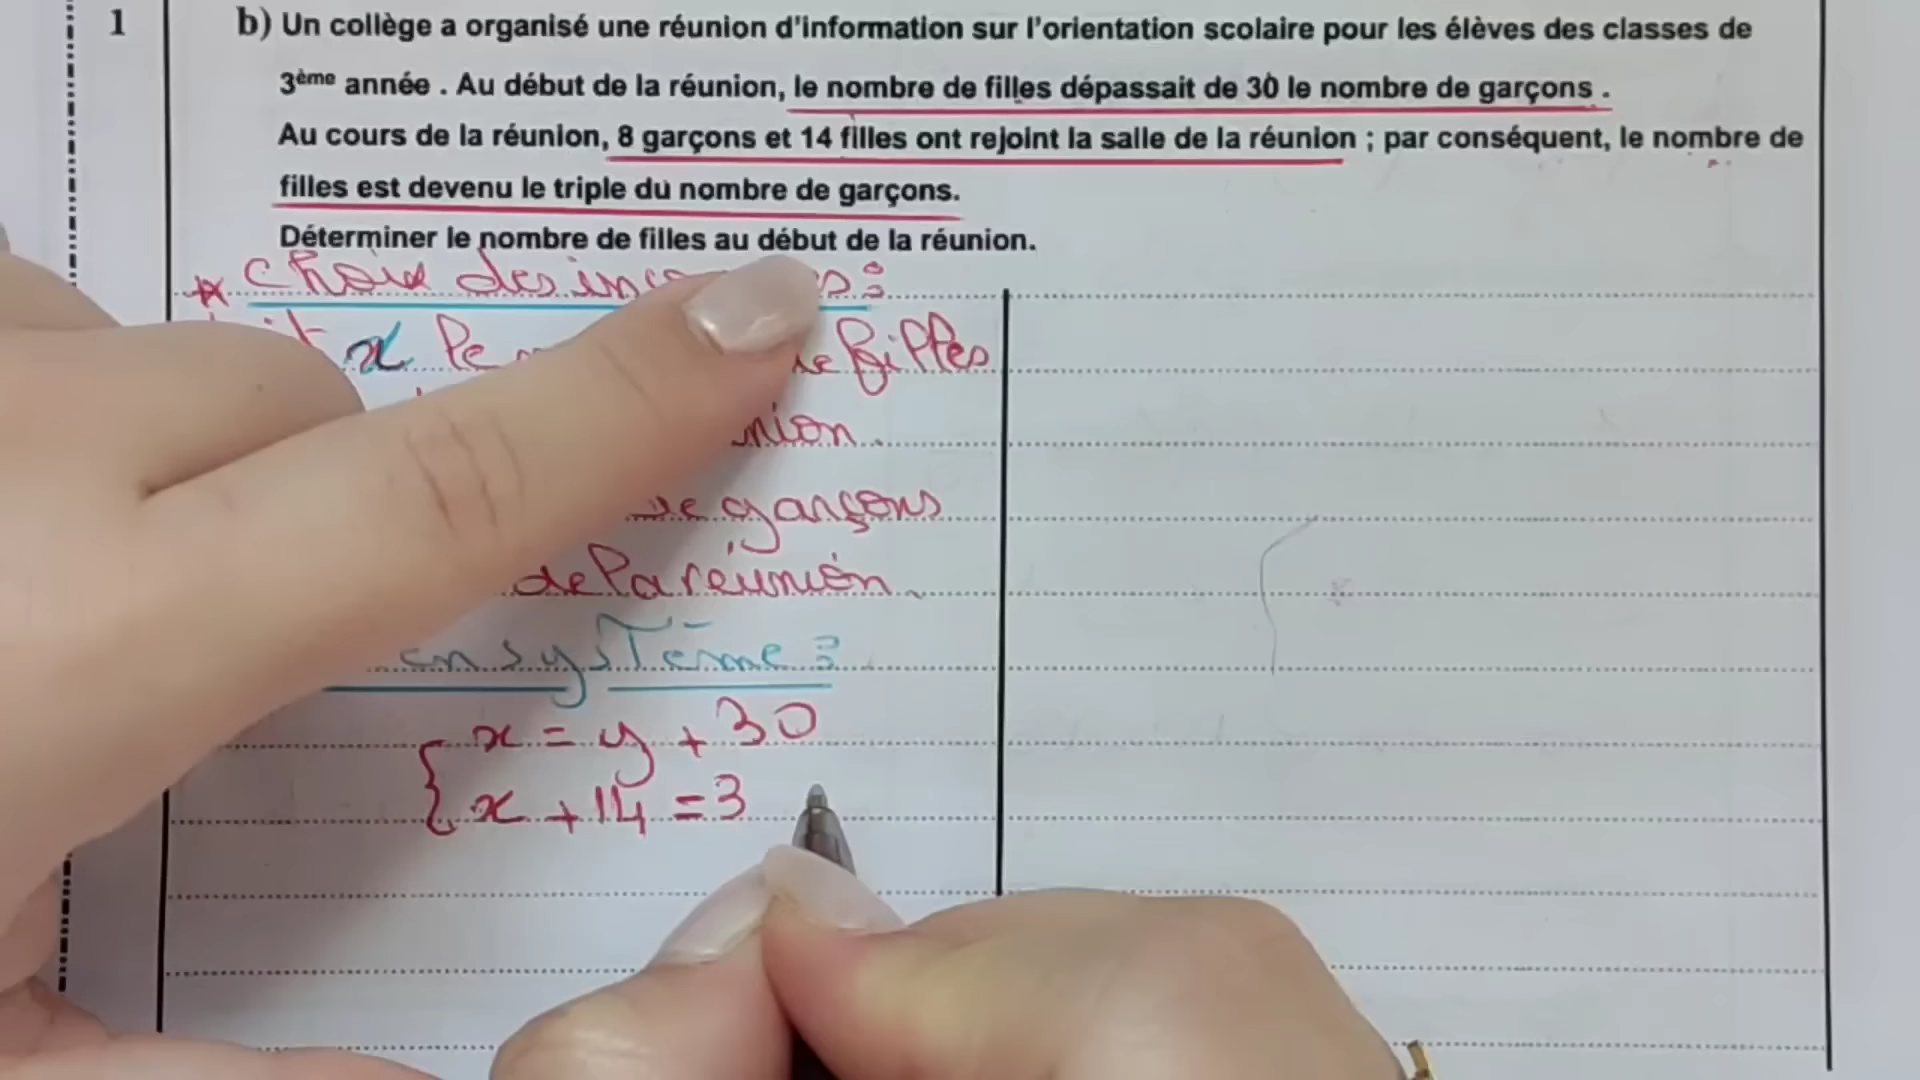 1
b) Un collège a organisé une réunion d'information sur l'orientation scolaire pour les élèves des classes de
3ème année . Au début de la réunion, le nombre de filles dépassait de 30 le nombre de garçons .
Au cours de la réunion, 8 garçons et 14 filles ont rejoint la salle de la réunion ; par conséquent, le nombre de
filles est devenu le triple du nombre de garçons.
Déterminer le nombre de filles au début de la réunion.
* choix des
x le de filles
garçons
de la réunion
en système :
x = y + 30
x + 14 = 3